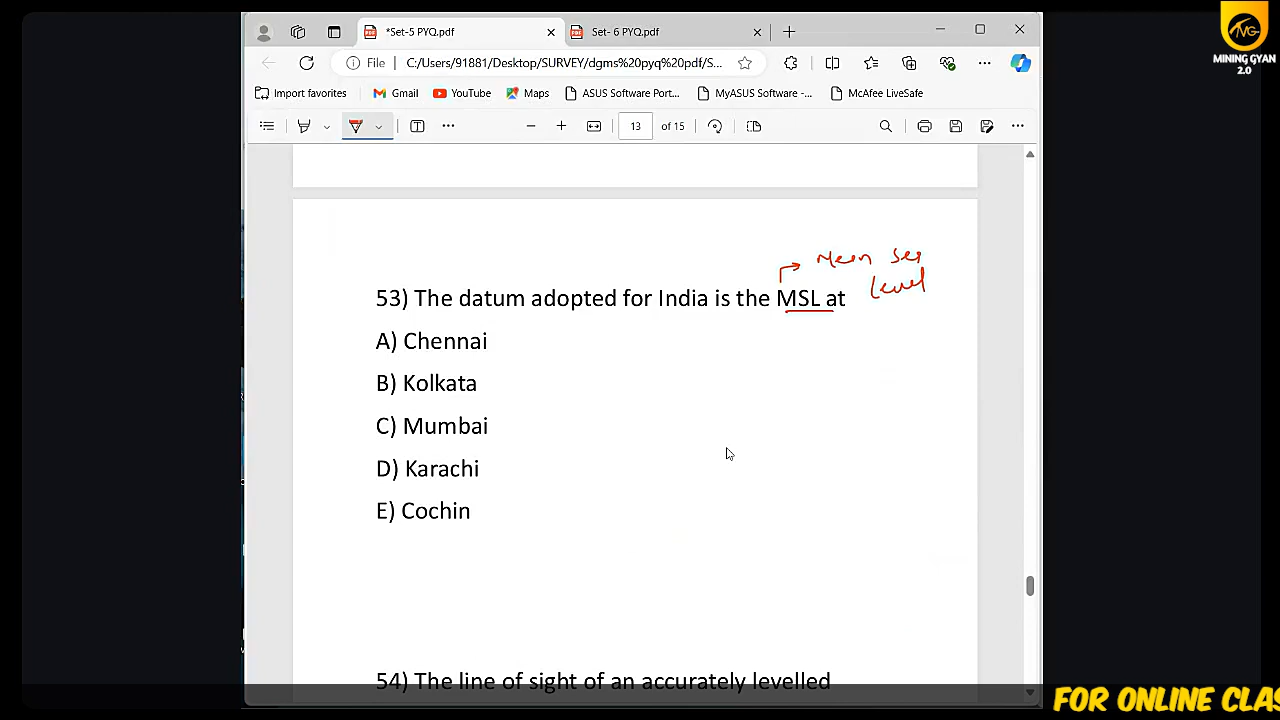 *Set-5 PYQ.pdf
Set- 6 PYQ.pdf
MINING GYAN
2.0
File
C:/Users/91881/Desktop/SURVEY/dgms%20pyq%20pdf/S...
Import favorites
Gmail
YouTube
Maps
ASUS Software Port...
MyASUS Software -...
McAfee LiveSafe
13 of 15
Mean Sea
level
53) The datum adopted for India is the MSL at
A) Chennai
B) Kolkata
C) Mumbai
D) Karachi
E) Cochin
54) The line of sight of an accurately levelled
FOR ONLINE CLAS